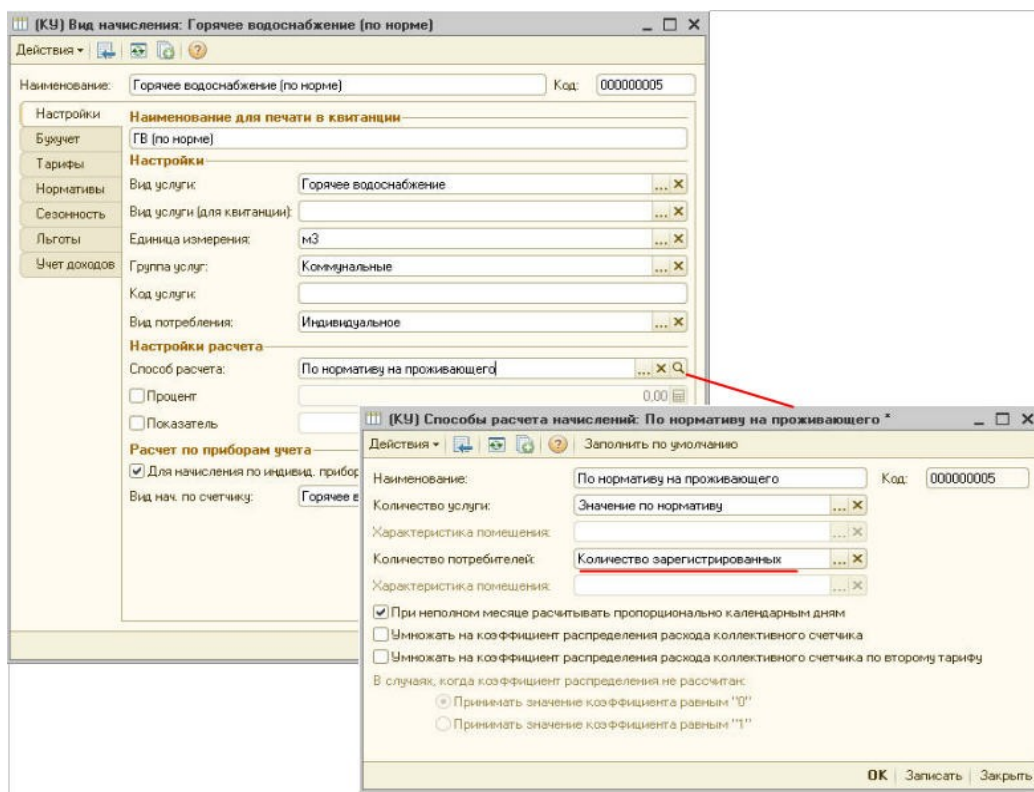 (КУ) Вид начисления: Горячее водоснабжение (по норме)
Действия
Наименование: Горячее водоснабжение (по норме) Код: 000000005
Настройки
Бухучет
Тарифы
Нормативы
Сезонность
Льготы
Учет доходов
Наименование для печати в квитанции
ГВ (по норме)
Настройки
Вид услуги: Горячее водоснабжение ...
Вид услуги (для квитанции): ...
Единица измерения: м3 ...
Группа услуг: Коммунальные ...
Код услуги:
Вид потребления: Индивидуальное ...
Настройки расчета
Способ расчета: По нормативу на проживающего ...
Процент 0,00
Показатель
Расчет по приборам учета
Для начисления по индивид. прибор
Вид нач. по счетчику: Горячее в
(КУ) Способы расчета начислений: По нормативу на проживающего *
Действия Заполнить по умолчанию
Наименование: По нормативу на проживающего Код: 000000005
Количество услуги: Значение по нормативу ...
Характеристика помещения: ...
Количество потребителей: Количество зарегистрированных ...
Характеристика помещения: ...
При неполном месяце расчитывать пропорционально календарным дням
Умножать на коэффициент распределения расхода коллективного счетчика
Умножать на коэффициент распределения расхода коллективного счетчика по второму тарифу
В случаях, когда коэффициент распределения не рассчитан:
Принимать значение коэффициента равным "0"
Принимать значение коэффициента равным "1"
OK Записать Закрыть